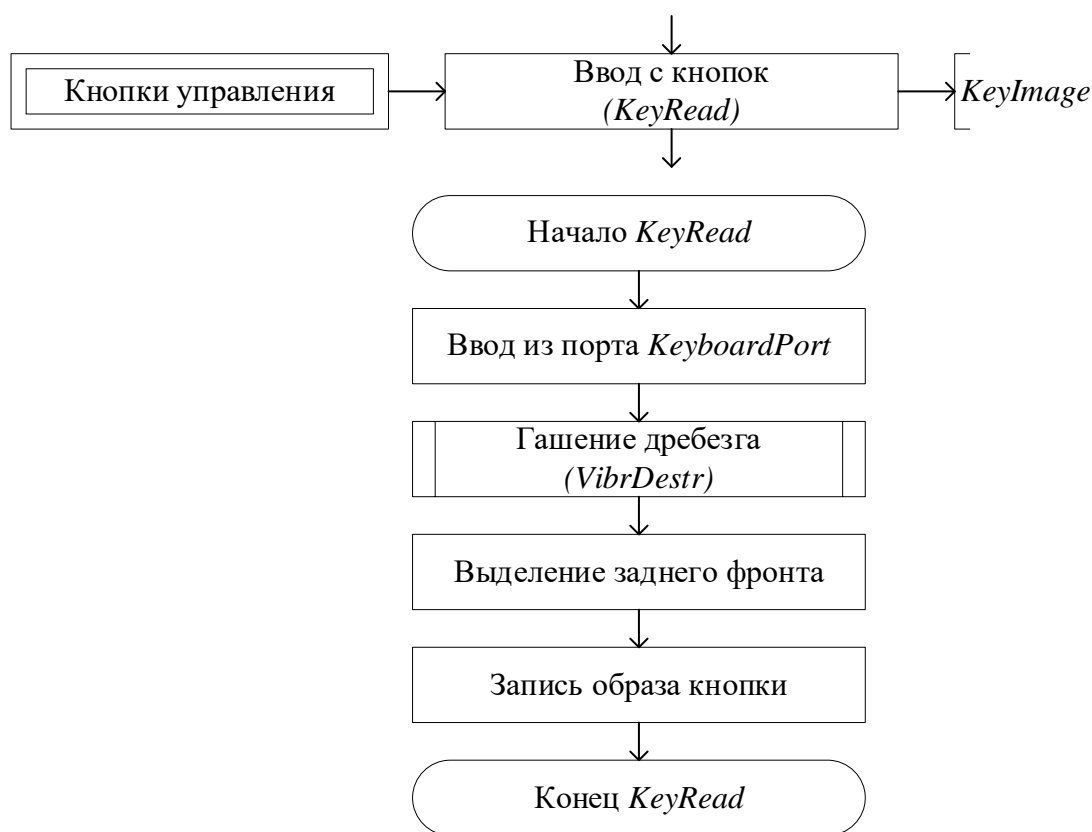 Кнопки управления
Ввод с кнопок
(KeyRead)
KeyImage
Начало KeyRead
Ввод из порта KeyboardPort
Гашение дребезга
(VibrDestr)
Выделение заднего фронта
Запись образа кнопки
Конец KeyRead